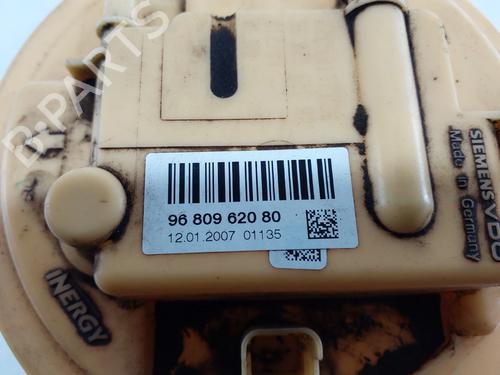 96 809 620 80
12.01.2007 01135
INERGY
SIEMENS VDO
Made in
Germany
B-PARTS